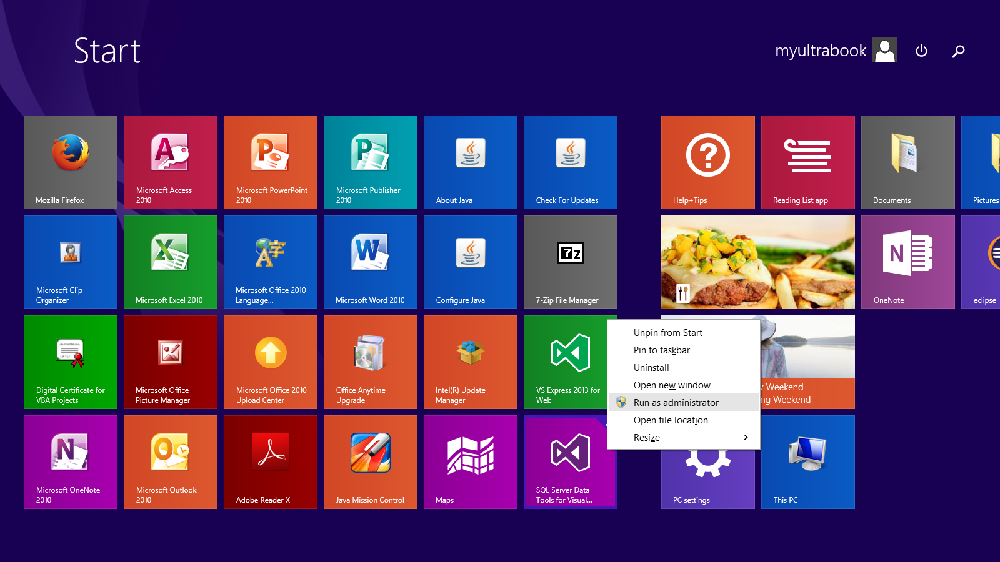 Start
myultrabook
Mozilla Firefox
Microsoft Access
2010
Microsoft PowerPoint
2010
Microsoft Publisher
2010
About Java
Check For Updates
Help+Tips
Reading List app
Documents
Pictures
Microsoft Clip
Organizer
Microsoft Excel 2010
Microsoft Office 2010
Language...
Microsoft Word 2010
Configure Java
7-Zip File Manager
OneNote
eclipse
Digital Certificate for
VBA Projects
Microsoft Office
Picture Manager
Microsoft Office 2010
Upload Center
Office Anytime
Upgrade
Intel(R) Update
Manager
VS Express 2013 for
Web
Unpin from Start
Pin to taskbar
Uninstall
Open new window
Run as administrator
Open file location
Resize
y Weekend
ng Weekend
Microsoft OneNote
2010
Microsoft Outlook
2010
Adobe Reader XI
Java Mission Control
Maps
SQL Server Data
Tools for Visual...
PC settings
This PC